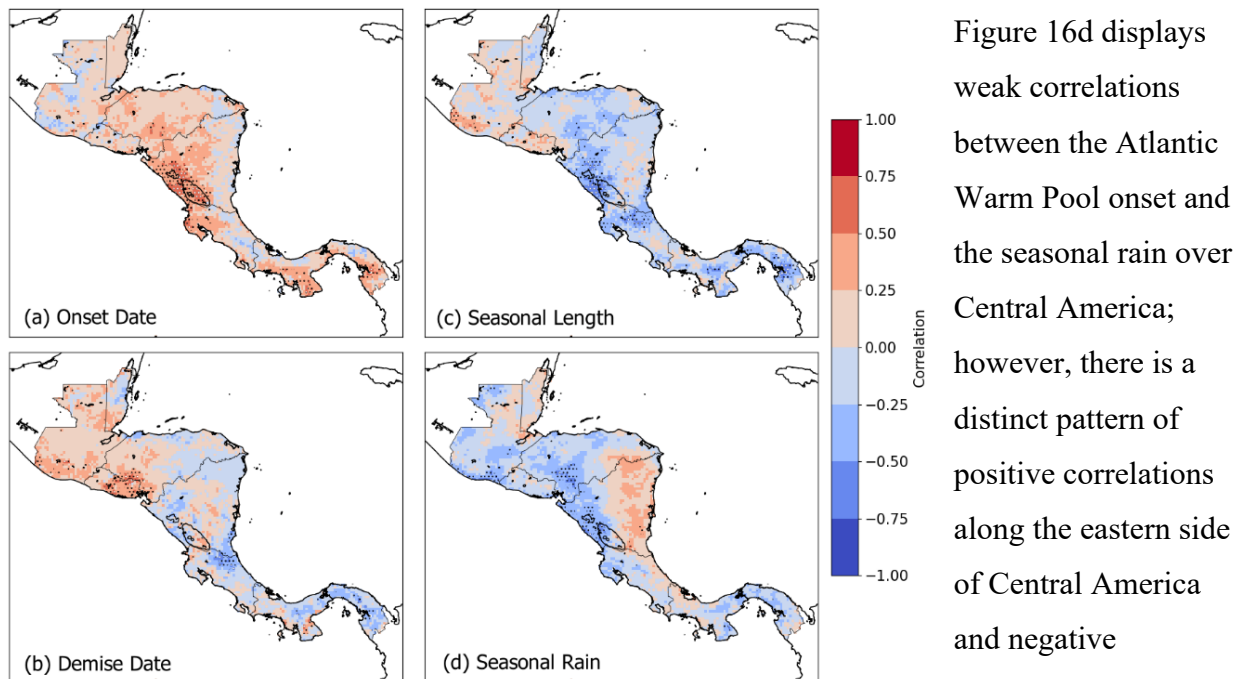 (a) Onset Date
(c) Seasonal Length
(b) Demise Date
(d) Seasonal Rain
1.00
0.75
0.50
0.25
0.00
−0.25
−0.50
−0.75
−1.00
Correlation
Figure 16d displays
weak correlations
between the Atlantic
Warm Pool onset and
the seasonal rain over
Central America;
however, there is a
distinct pattern of
positive correlations
along the eastern side
of Central America
and negative